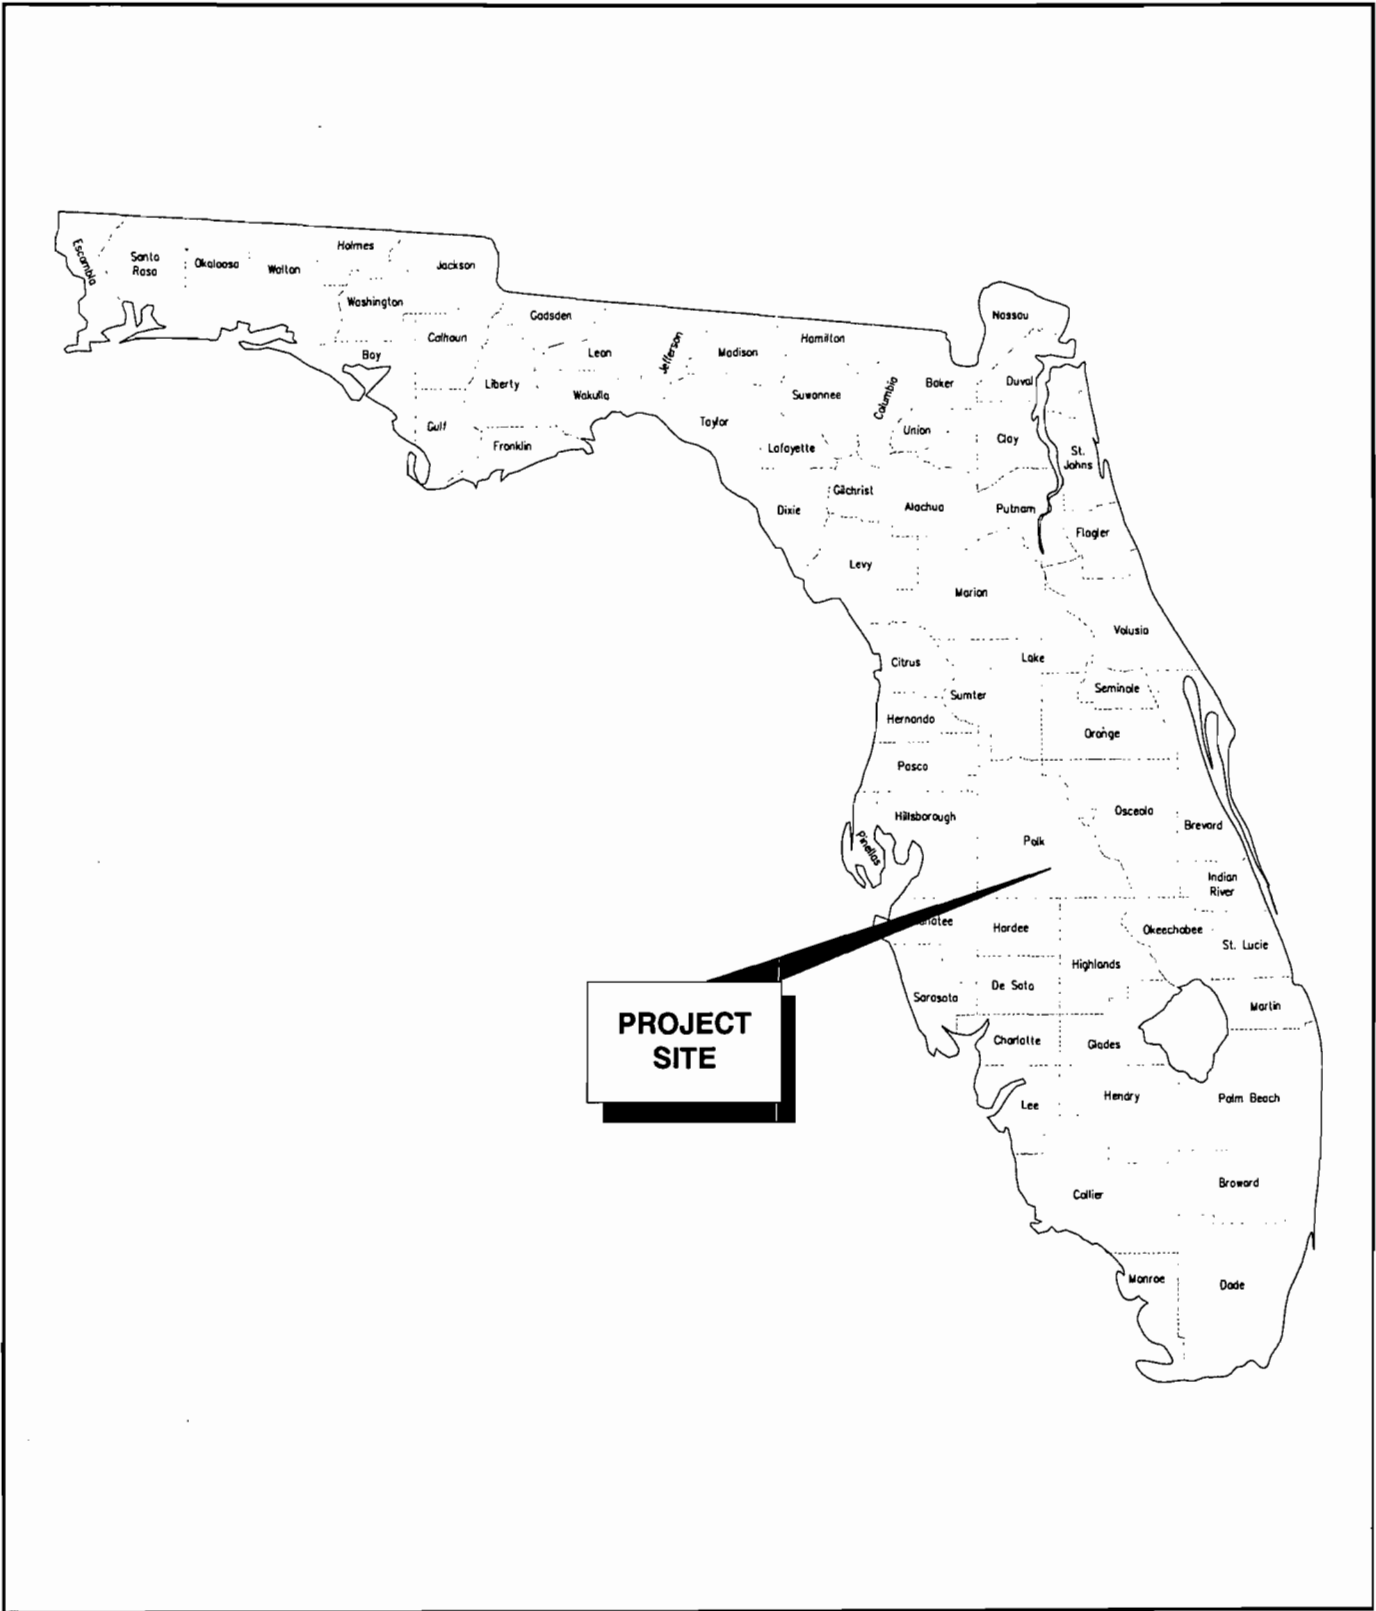 Escambia
Santa
Rosa
Okaloosa
Walton
Holmes
Jackson
Washington
Bay
Calhoun
Gulf
Gadsden
Liberty
Franklin
Leon
Wakulla
Jefferson
Madison
Taylor
Hamilton
Suwannee
Lafayette
Dixie
Columbia
Gilchrist
Levy
Baker
Union
Alachua
Nassau
Duval
Clay
Putnam
St.
Johns
Flagler
Marion
Volusia
Citrus
Lake
Sumter
Seminole
Hernando
Orange
Pasco
Hillsborough
Pinellas
Polk
Osceola
Brevard
Indian
River
Hardee
Okeechobee
St. Lucie
Highlands
De Soto
Sarasota
Martin
Charlotte
Glades
Lee
Hendry
Palm Beach
Collier
Broward
Monroe
Dade
PROJECT
SITE